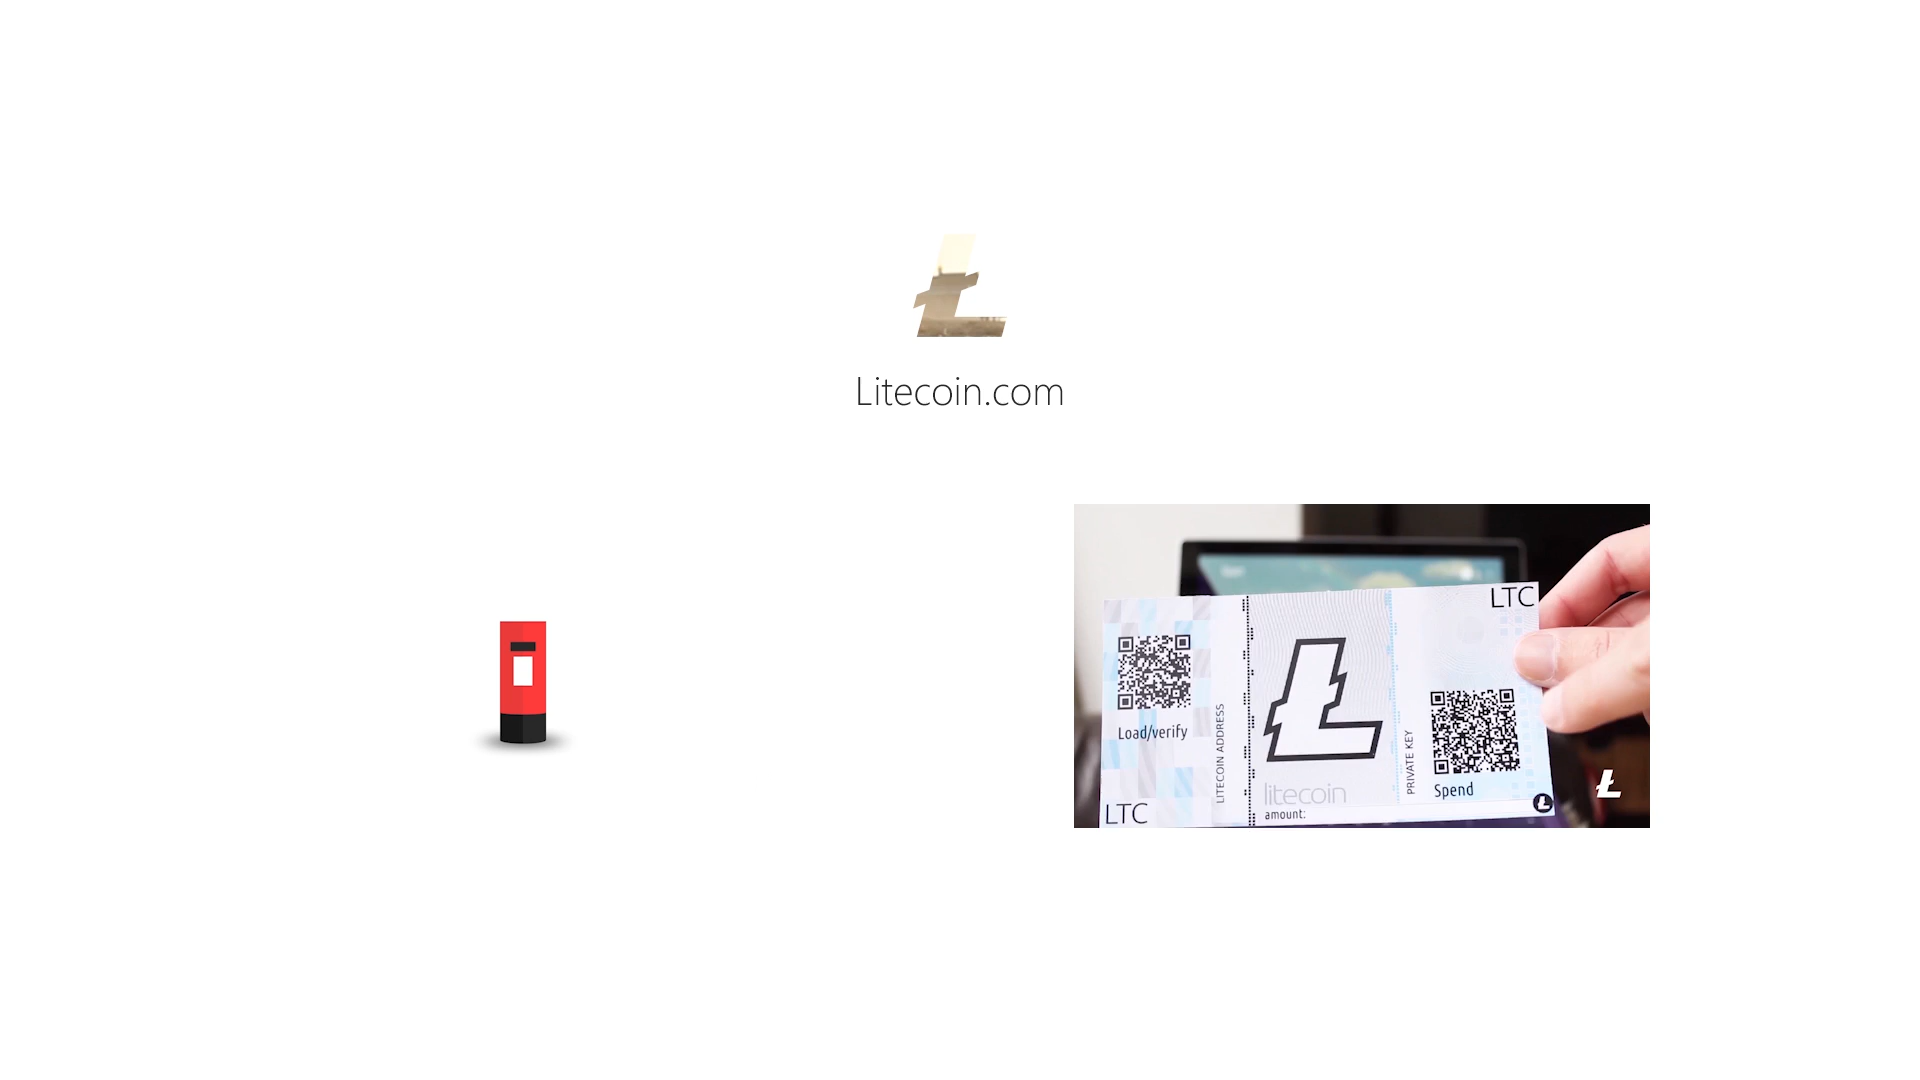 Litecoin.com
LTC
Load/verify
LITECOIN ADDRESS
litecoin
amount:
PRIVATE KEY
Spend
LTC